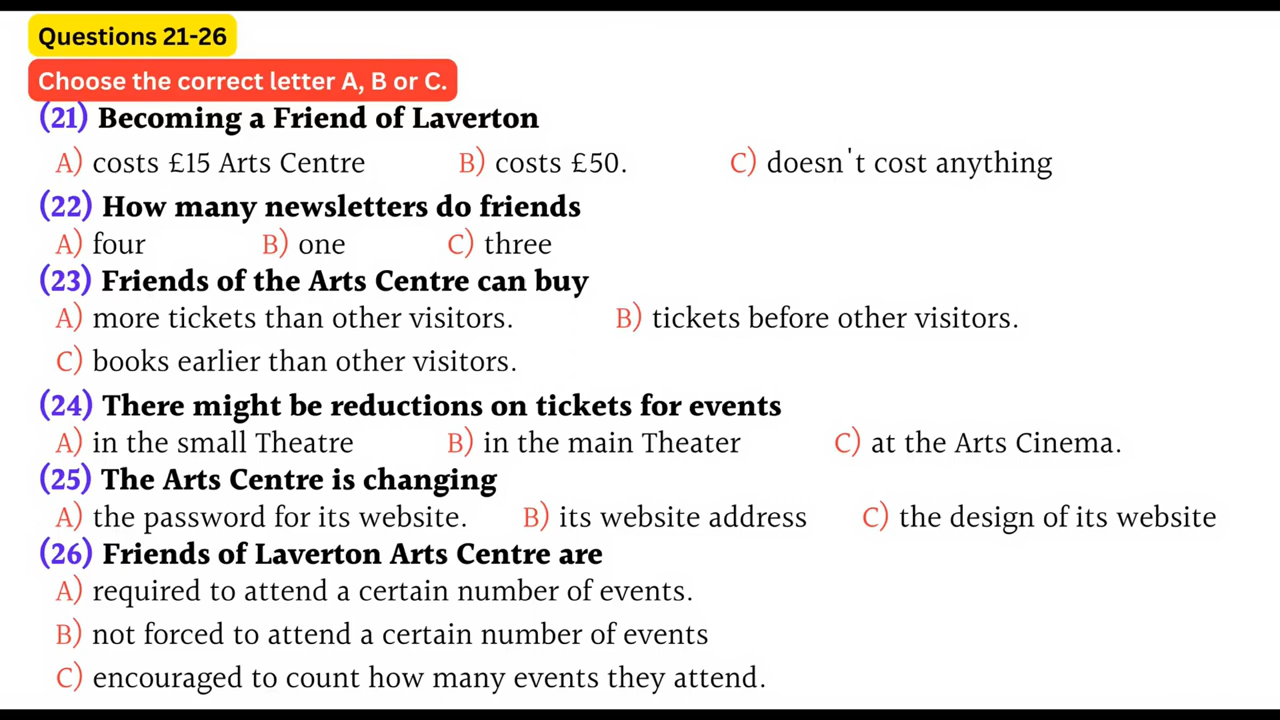 Questions 21-26
Choose the correct letter A, B or C.
(21) Becoming a Friend of Laverton
A) costs £15 Arts Centre B) costs £50. C) doesn't cost anything
(22) How many newsletters do friends
A) four B) one C) three
(23) Friends of the Arts Centre can buy
A) more tickets than other visitors. B) tickets before other visitors.
C) books earlier than other visitors.
(24) There might be reductions on tickets for events
A) in the small Theatre B) in the main Theater C) at the Arts Cinema.
(25) The Arts Centre is changing
A) the password for its website. B) its website address C) the design of its website
(26) Friends of Laverton Arts Centre are
A) required to attend a certain number of events.
B) not forced to attend a certain number of events
C) encouraged to count how many events they attend.